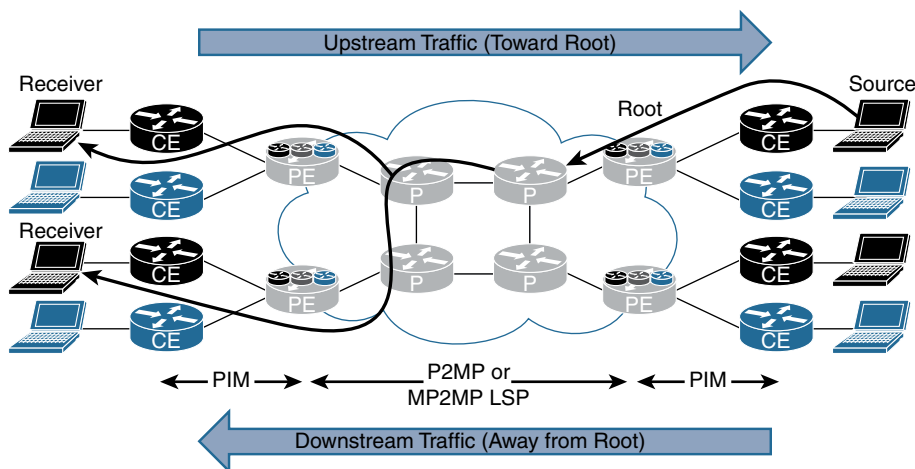 Upstream Traffic (Toward Root)
Receiver
Source
Root
CE
CE
PE
PE
P
P
CE
CE
Receiver
CE
CE
PE
PE
P
P
CE
CE
PIM
P2MP or
MP2MP LSP
PIM
Downstream Traffic (Away from Root)